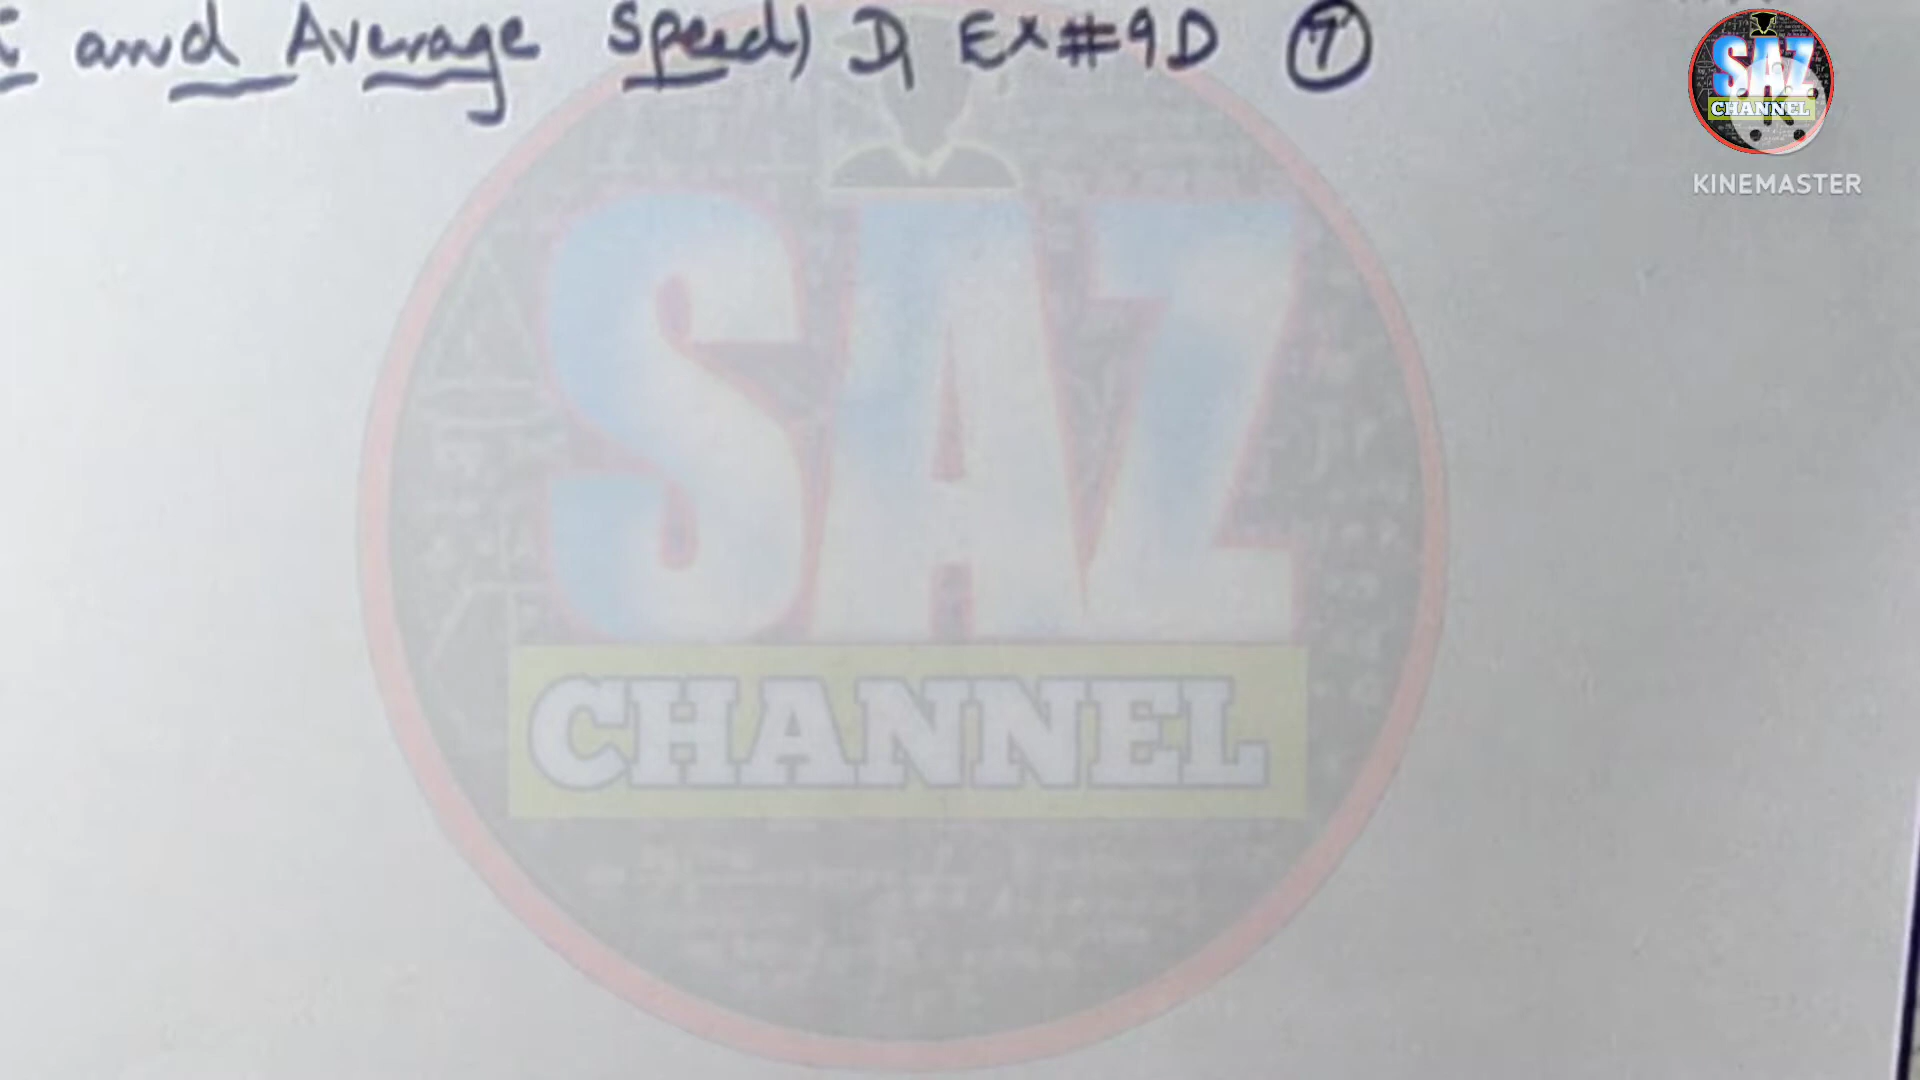 and Average Speed) D, Ex#9D 7
SAZ
CHANNEL
KINEMASTER
SAZ
CHANNEL